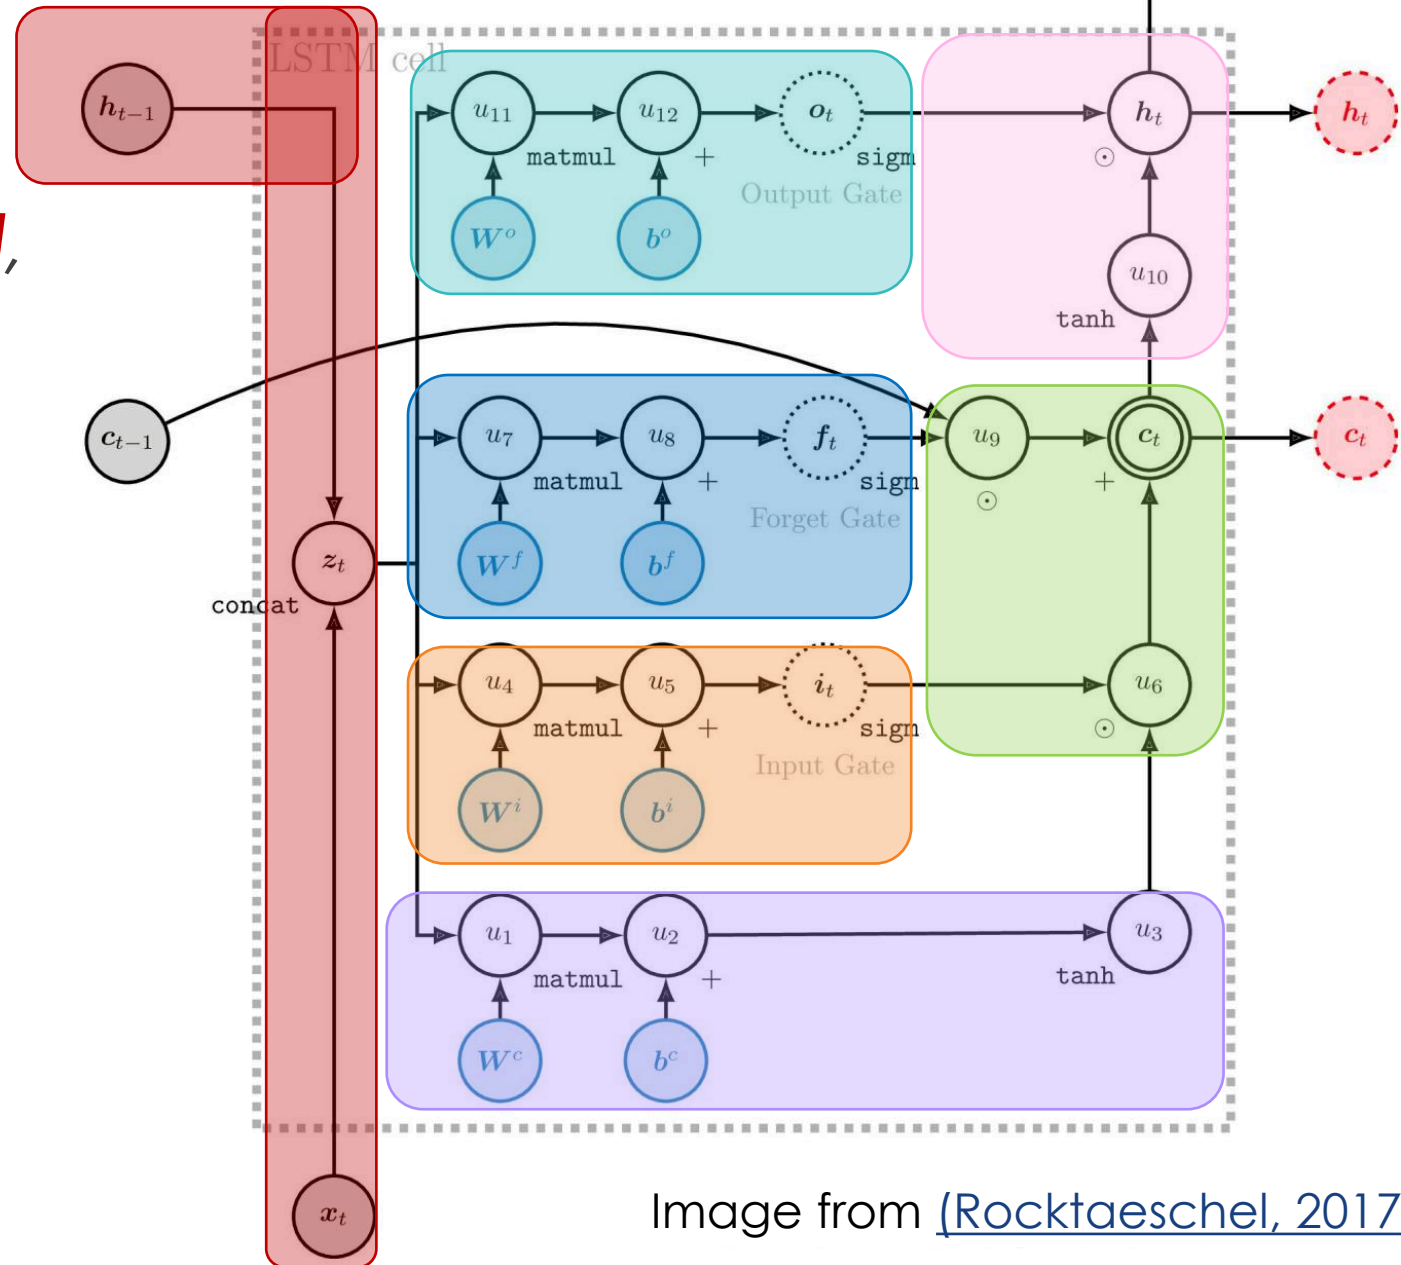 LSTM cell
h_{t-1}
u_{11}
u_{12}
o_t
h_t
h_t
matmul
+
sigm
⊙
Output Gate
W^o
b^o
u_{10}
tanh
,
c_{t-1}
u_7
u_8
f_t
u_9
c_t
c_t
matmul
+
sigm
⊙
+
Forget Gate
z_t
W^f
b^f
concat
u_4
u_5
i_t
u_6
matmul
+
sigm
⊙
Input Gate
W^i
b^i
u_1
u_2
u_3
matmul
+
tanh
W^c
b^c
x_t
Image from (Rocktaeschel, 2017